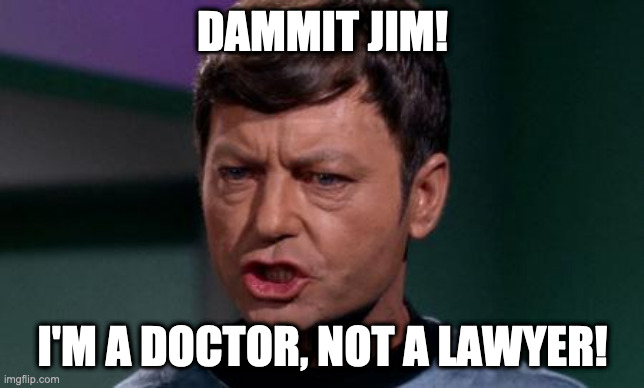 DAMMIT JIM!
I'M A DOCTOR, NOT A LAWYER!
imgflip.com